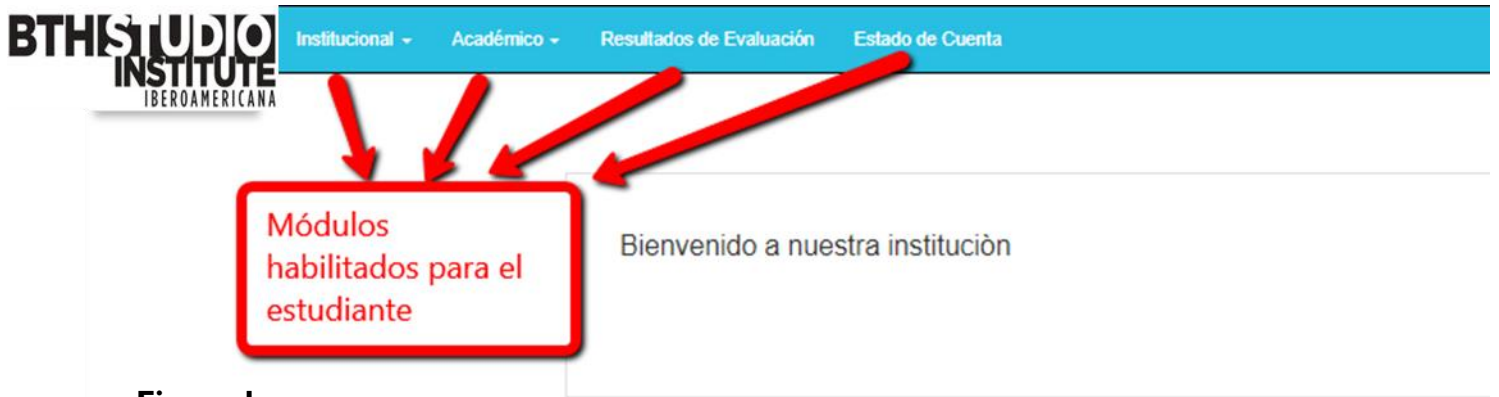 BTHSTUDIO
INSTITUTE
IBEROAMERICANA
Institucional Académico Resultados de Evaluación Estado de Cuenta
Módulos
habilitados para el
estudiante
Bienvenido a nuestra instituciòn